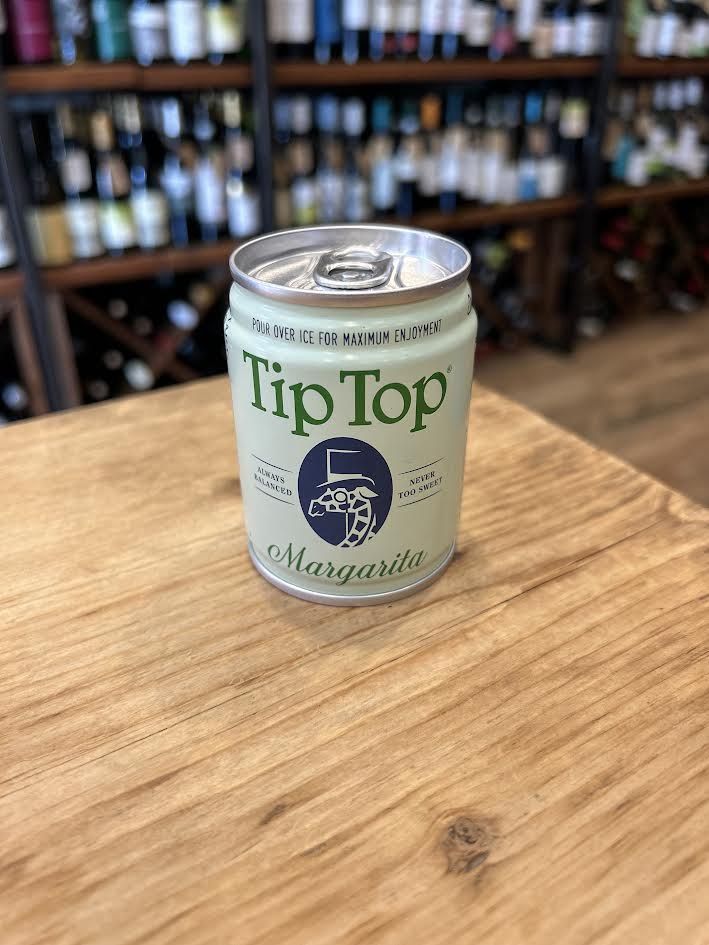 POUR OVER ICE FOR MAXIMUM ENJOYMENT
Tip Top®
ALWAYS
BALANCED
NEVER
TOO SWEET
Margarita